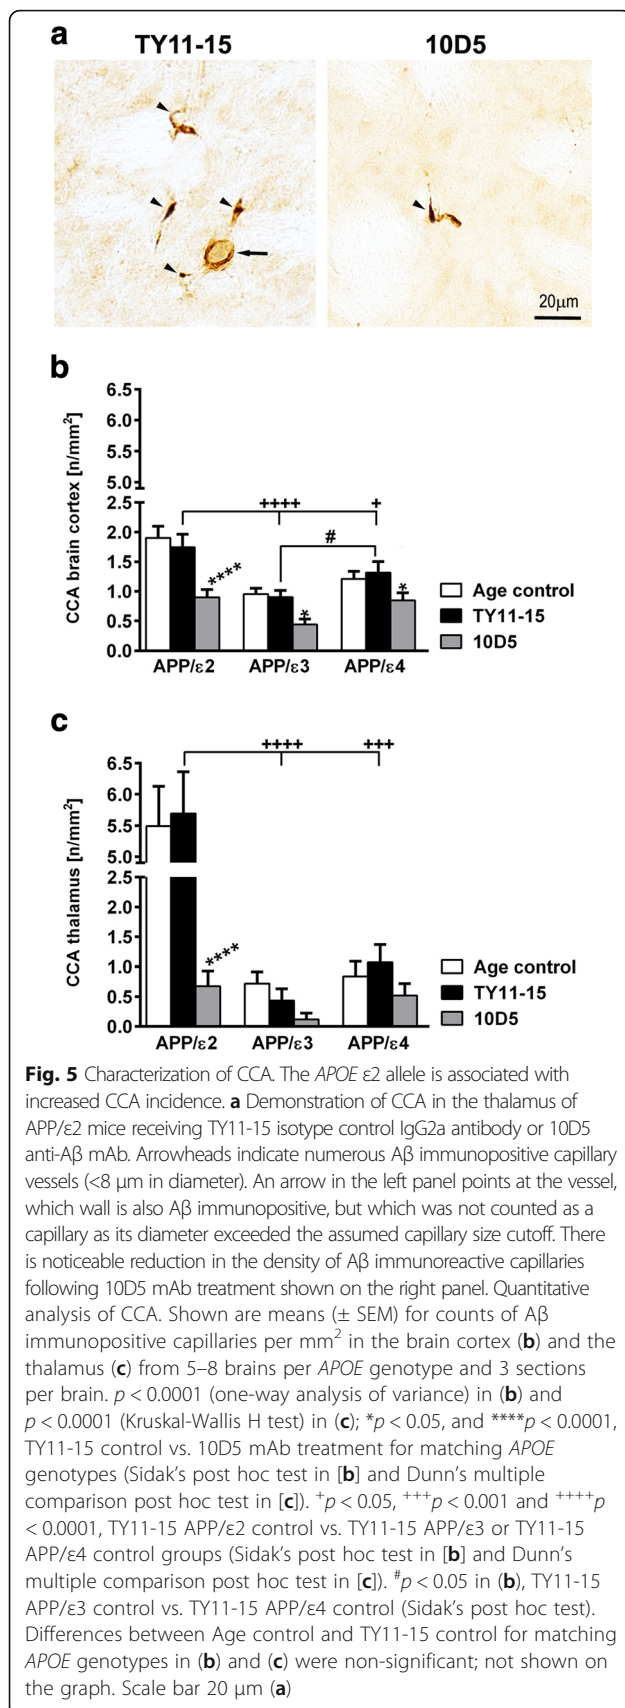 a
TY11-15 10D5
20μm
b
CCA brain cortex [n/mm²]
6.5
6.0
5.5
5.0
2.5
2.0
1.5
1.0
0.5
0.0
++++ +
#
**** * *
APP/ε2 APP/ε3 APP/ε4
Age control
TY11-15
10D5
c
CCA thalamus [n/mm²]
6.5
6.0
5.5
5.0
2.5
2.0
1.5
1.0
0.5
0.0
++++ +++
****
APP/ε2 APP/ε3 APP/ε4
Age control
TY11-15
10D5
Fig. 5 Characterization of CCA. The APOE ε2 allele is associated with
increased CCA incidence. a Demonstration of CCA in the thalamus of
APP/ε2 mice receiving TY11-15 isotype control IgG2a antibody or 10D5
anti-Aβ mAb. Arrowheads indicate numerous Aβ immunopositive capillary
vessels (<8 μm in diameter). An arrow in the left panel points at the vessel,
which wall is also Aβ immunopositive, but which was not counted as a
capillary as its diameter exceeded the assumed capillary size cutoff. There
is noticeable reduction in the density of Aβ immunoreactive capillaries
following 10D5 mAb treatment shown on the right panel. Quantitative
analysis of CCA. Shown are means (± SEM) for counts of Aβ
immunopositive capillaries per mm² in the brain cortex (b) and the
thalamus (c) from 5–8 brains per APOE genotype and 3 sections
per brain. p < 0.0001 (one-way analysis of variance) in (b) and
p < 0.0001 (Kruskal-Wallis H test) in (c); *p < 0.05, and ****p < 0.0001,
TY11-15 control vs. 10D5 mAb treatment for matching APOE
genotypes (Sidak's post hoc test in [b] and Dunn's multiple
comparison post hoc test in [c]). ⁺p < 0.05, ⁺⁺⁺p < 0.001 and ⁺⁺⁺⁺p
< 0.0001, TY11-15 APP/ε2 control vs. TY11-15 APP/ε3 or TY11-15
APP/ε4 control groups (Sidak's post hoc test in [b] and Dunn's
multiple comparison post hoc test in [c]). #p < 0.05 in (b), TY11-15
APP/ε3 control vs. TY11-15 APP/ε4 control (Sidak's post hoc test).
Differences between Age control and TY11-15 control for matching
APOE genotypes in (b) and (c) were non-significant; not shown on
the graph. Scale bar 20 μm (a)